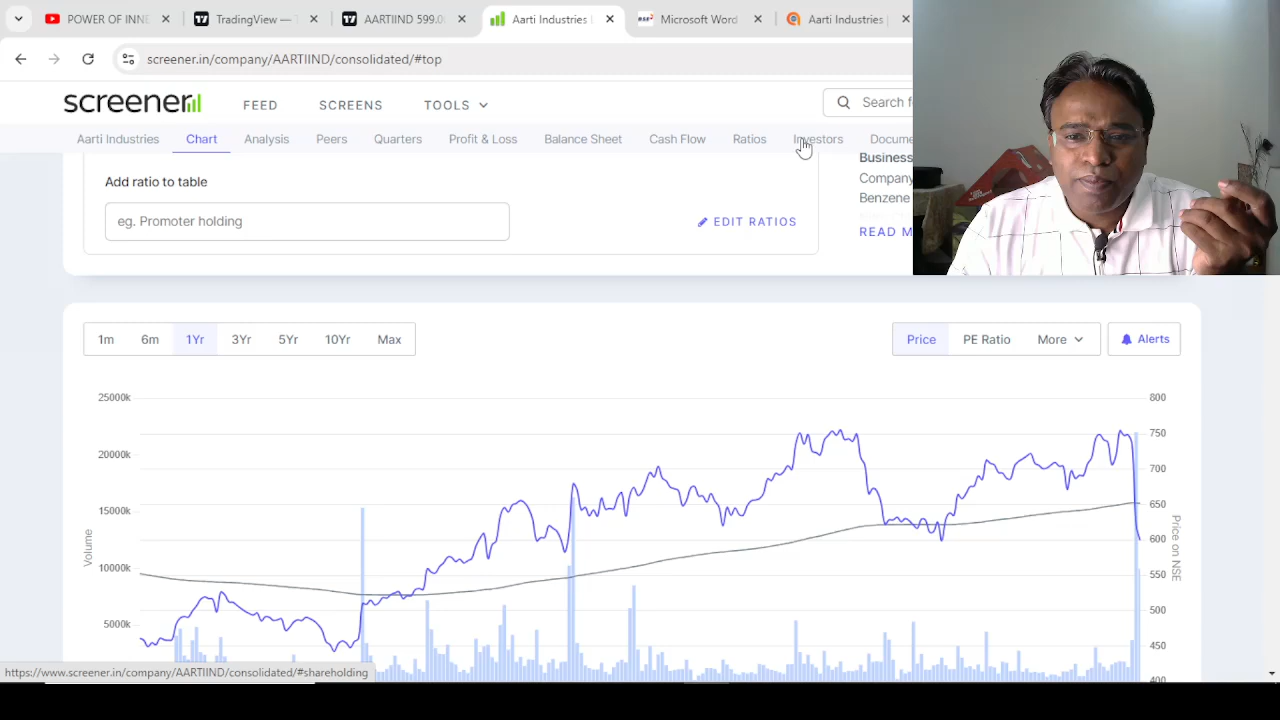 POWER OF INNE
TradingView — T
AARTIIND 599.0
Aarti Industries L
Microsoft Word
Aarti Industries |
screener.in/company/AARTIIND/consolidated/#top
screener
FEED
SCREENS
TOOLS
Search f
Aarti Industries
Chart
Analysis
Peers
Quarters
Profit & Loss
Balance Sheet
Cash Flow
Ratios
Investors
Docume
Add ratio to table
eg. Promoter holding
EDIT RATIOS
Business
Company
Benzene
READ M
1m
6m
1Yr
3Yr
5Yr
10Yr
Max
Price
PE Ratio
More
Alerts
25000k
20000k
15000k
10000k
5000k
Volume
800
750
700
650
600
550
500
450
400
Price on NSE
https://www.screener.in/company/AARTIIND/consolidated/#shareholding